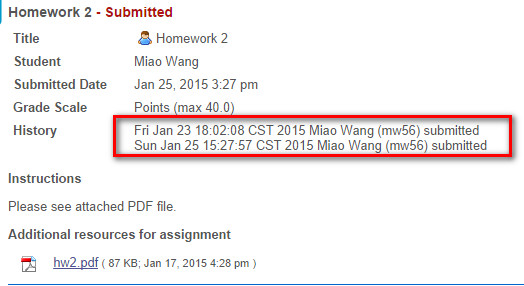 Homework 2 - Submitted
Title Homework 2
Student Miao Wang
Submitted Date Jan 25, 2015 3:27 pm
Grade Scale Points (max 40.0)
History Fri Jan 23 18:02:08 CST 2015 Miao Wang (mw56) submitted
Sun Jan 25 15:27:57 CST 2015 Miao Wang (mw56) submitted
Instructions
Please see attached PDF file.
Additional resources for assignment
hw2.pdf ( 87 KB; Jan 17, 2015 4:28 pm )